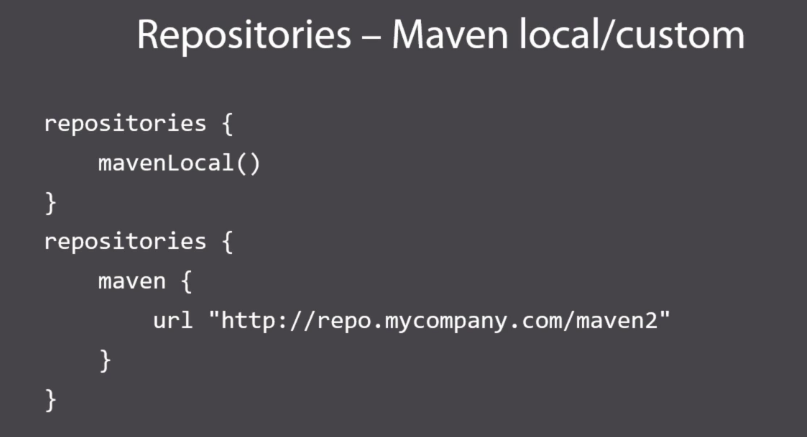 Repositories – Maven local/custom
repositories {
    mavenLocal()
}
repositories {
    maven {
        url "http://repo.mycompany.com/maven2"
    }
}